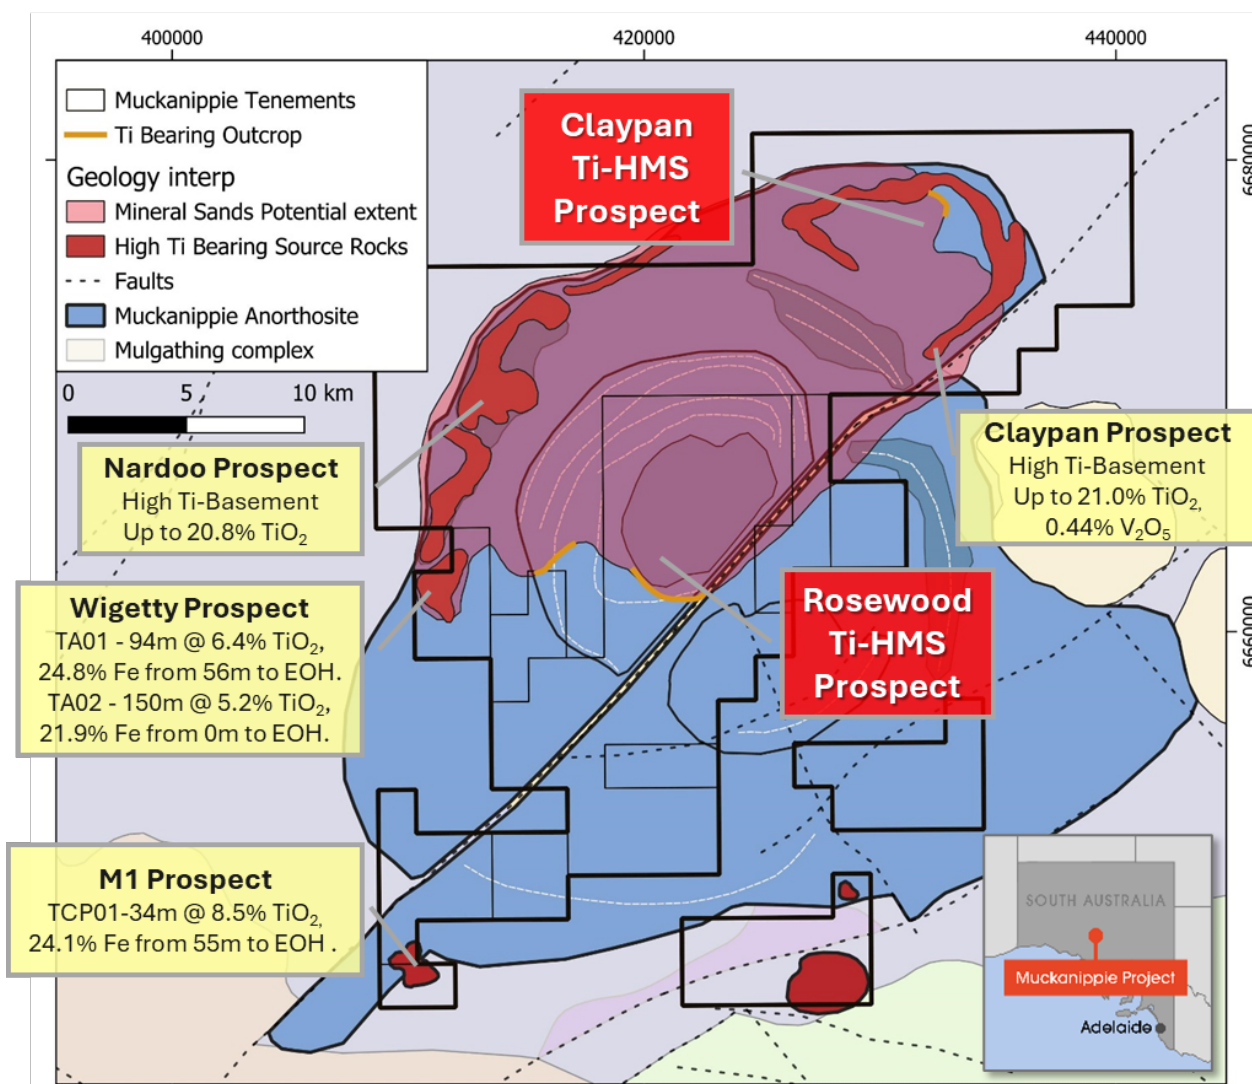 400000
420000
440000
Muckanippie Tenements
Ti Bearing Outcrop
Geology interp
Mineral Sands Potential extent
High Ti Bearing Source Rocks
Faults
Muckanippie Anorthosite
Mulgathing complex
0 5 10 km
Claypan
Ti-HMS
Prospect
6680000
Nardoo Prospect
High Ti-Basement
Up to 20.8% TiO₂
Claypan Prospect
High Ti-Basement
Up to 21.0% TiO₂,
0.44% V₂O₅
Wigetty Prospect
TA01 - 94m @ 6.4% TiO₂,
24.8% Fe from 56m to EOH.
TA02 - 150m @ 5.2% TiO₂,
21.9% Fe from 0m to EOH.
Rosewood
Ti-HMS
Prospect
6660000
M1 Prospect
TCP01-34m @ 8.5% TiO₂,
24.1% Fe from 55m to EOH .
SOUTH AUSTRALIA
Muckanippie Project
Adelaide